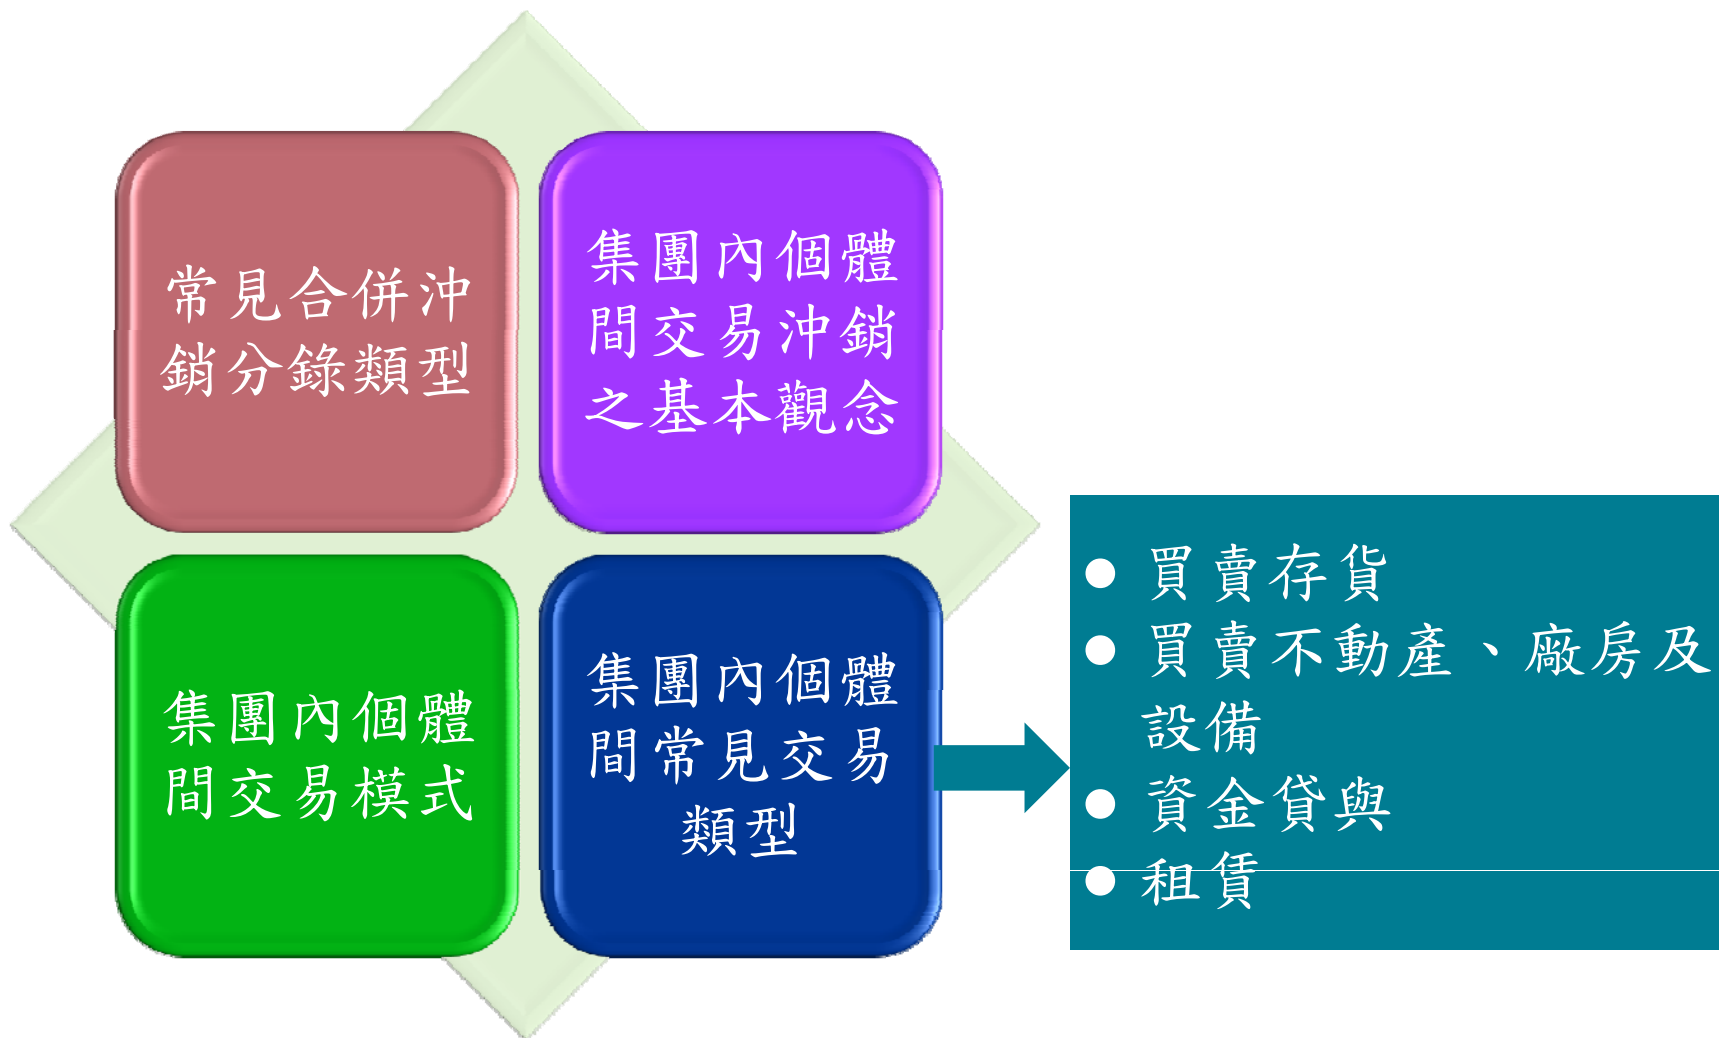 常見合併沖
銷分錄類型
集團內個體
間交易沖銷
之基本觀念
集團內個體
間交易模式
集團內個體
間常見交易
類型
● 買賣存貨
● 買賣不動產、廠房及
設備
● 資金貸與
● 租賃